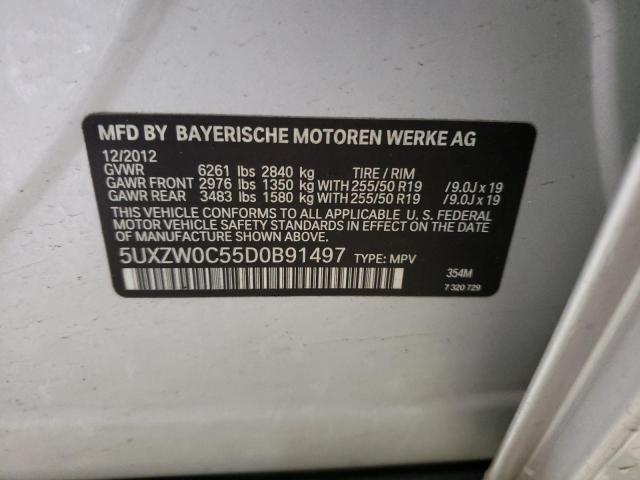 MFD BY BAYERISCHE MOTOREN WERKE AG
12/2012
GVWR 6261 lbs 2840 kg TIRE / RIM
GAWR FRONT 2976 lbs 1350 kg WITH 255/50 R19 /9.0J x 19
GAWR REAR 3483 lbs 1580 kg WITH 255/50 R19 /9.0J x 19
THIS VEHICLE CONFORMS TO ALL APPLICABLE U. S. FEDERAL
MOTOR VEHICLE SAFETY STANDARDS IN EFFECT ON THE
DATE OF MANUFACTURE SHOWN ABOVE.
5UXZW0C55D0B91497 TYPE: MPV
354M
7 320 729